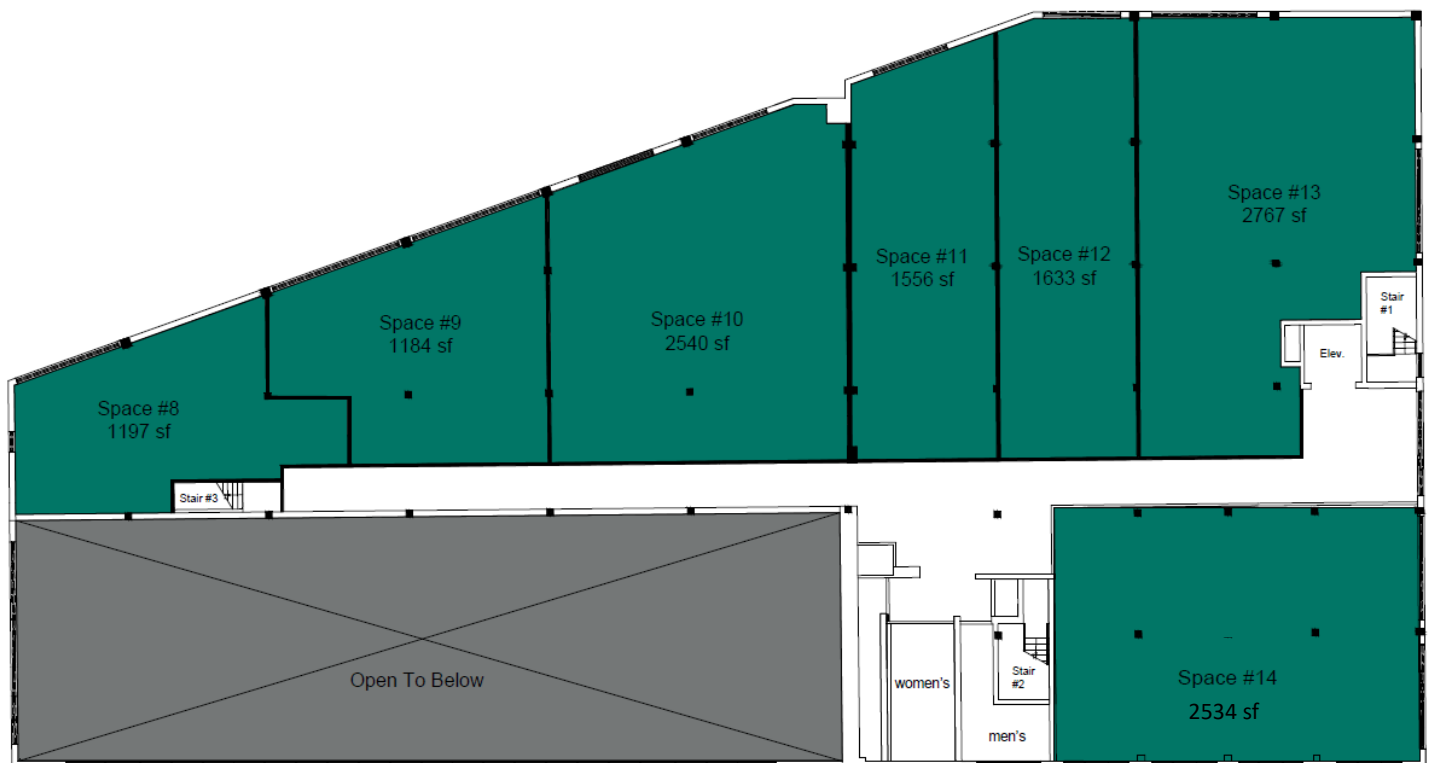 Space #13
2767 sf
Space #11
1556 sf
Space #12
1633 sf
Stair
#1
Space #9
1184 sf
Space #10
2540 sf
Elev.
Space #8
1197 sf
Stair #3
Open To Below
women's
Stair
#2
men's
Space #14
2534 sf